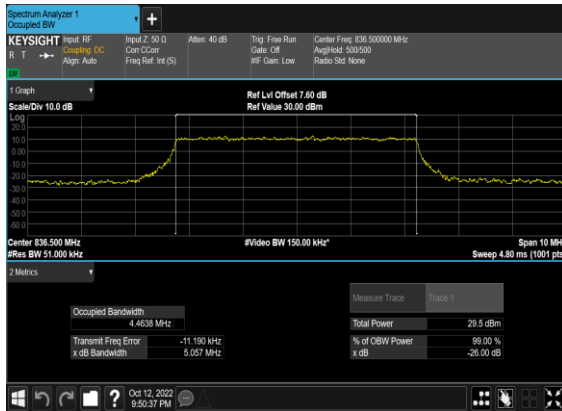 Spectrum Analyzer 1
Occupied BW
KEYSIGHT
R T
LXI
Input: RF
Coupling: DC
Align: Auto
Input Z: 50 Ω
Corr CCorr
Freq Ref: Int (S)
Atten: 40 dB
Trig: Free Run
Gate: Off
#IF Gain: Low
Center Freq: 836.500000 MHz
Avg|Hold: 500/500
Radio Std: None
1 Graph
Scale/Div 10.0 dB
Ref Lvl Offset 7.60 dB
Ref Value 30.00 dBm
Log
20.0
10.0
0.00
-10.0
-20.0
-30.0
-40.0
-50.0
-60.0
Center 836.500 MHz
#Video BW 150.00 kHz*
Span 10 MH
#Res BW 51.000 kHz
Sweep 4.80 ms (1001 pts
2 Metrics
Occupied Bandwidth
4.4638 MHz
Transmit Freq Error -11.190 kHz
x dB Bandwidth 5.057 MHz
Measure Trace Trace 1
Total Power 29.5 dBm
% of OBW Power 99.00 %
x dB -26.00 dB
?
Oct 12, 2022
9:50:37 PM